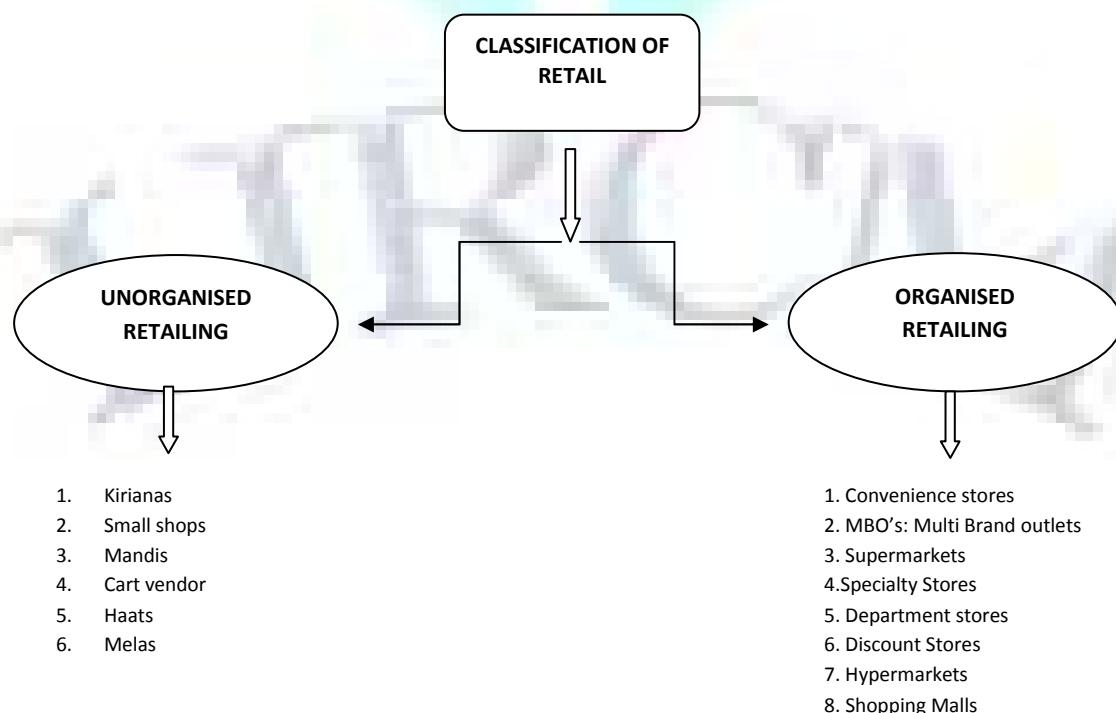 CLASSIFICATION OF
RETAIL
UNORGANISED
RETAILING
ORGANISED
RETAILING
1. Kirianas
2. Small shops
3. Mandis
4. Cart vendor
5. Haats
6. Melas
1. Convenience stores
2. MBO’s: Multi Brand outlets
3. Supermarkets
4.Specialty Stores
5. Department stores
6. Discount Stores
7. Hypermarkets
8. Shopping Malls